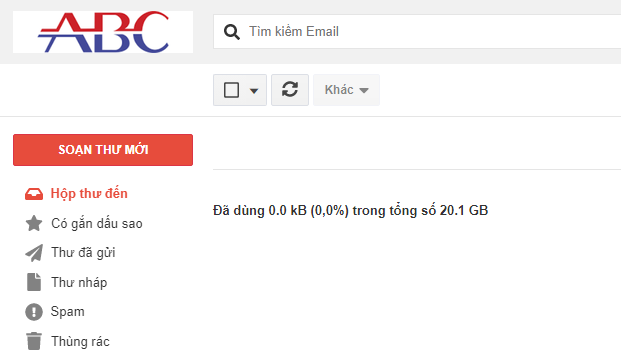 ABC
Tìm kiếm Email
Khác
SOẠN THƯ MỚI
Hộp thư đến
Có gắn dấu sao
Đã dùng 0.0 kB (0,0%) trong tổng số 20.1 GB
Thư đã gửi
Thư nháp
Spam
Thùng rác